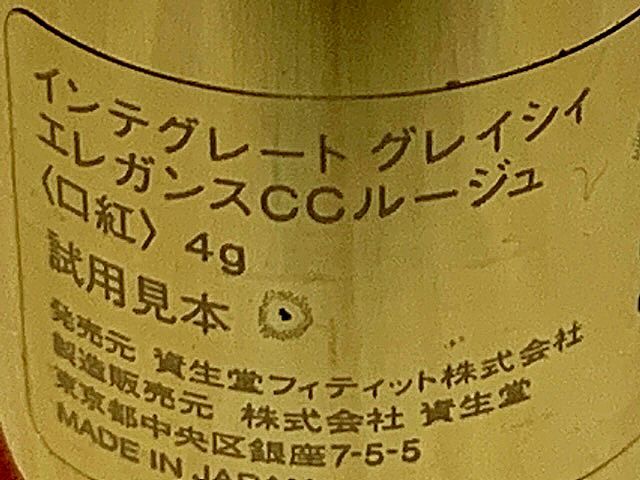 インテグレート グレイシィ
エレガンスCCルージュ
〈口紅〉 4g
試用見本
発売元 資生堂フィティット株式会社
製造販売元 株式会社 資生堂
東京都中央区銀座7-5-5
MADE IN JAPAN